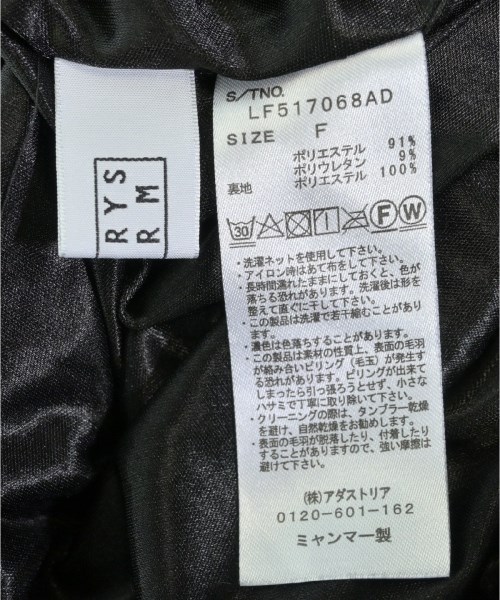 RYS
RM
S/TNO.
LF517068AD
SIZE F
ポリエステル 91%
ポリウレタン 9%
裏地 ポリエステル 100%
30 F W
・洗濯ネットを使用して下さい。
・アイロン時はあて布をして下さい。
・長時間濡れたままにしておくと、色が
落ちる恐れがあります。洗濯後は形を
整えて直ぐに干して下さい。
・この製品は洗濯で若干縮むことがあり
ます。
・濃色は色落ちすることがあります。
・この製品は素材の性質上、表面の毛羽
が絡み合いピリング（毛玉）が発生す
る恐れがあります。ピリングが出来て
しまったら引っ張ろうとせず、小さな
ハサミで丁寧に取り除いて下さい。
・クリーニングの際は、タンブラー乾燥
を避け、自然乾燥をお勧めします。
・表面の毛羽が脱落したり、付着したり
することがありますので、強い摩擦は
避けて下さい。
(株)アダストリア
0120-601-162
ミャンマー製